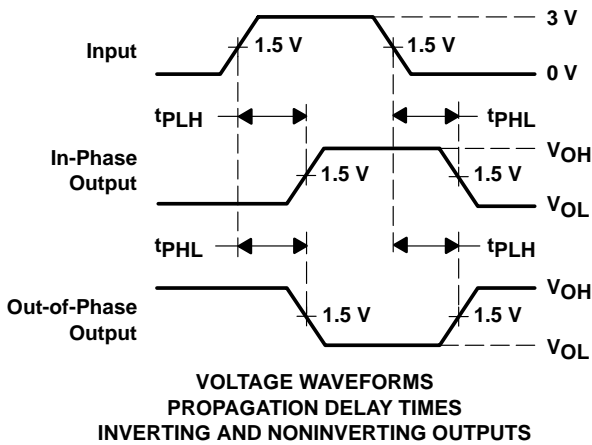 3 V
Input
1.5 V 1.5 V
0 V
tPLH tPHL
In-Phase
Output
VOH
1.5 V 1.5 V
VOL
tPHL tPLH
Out-of-Phase
Output
VOH
1.5 V 1.5 V
VOL
VOLTAGE WAVEFORMS
PROPAGATION DELAY TIMES
INVERTING AND NONINVERTING OUTPUTS